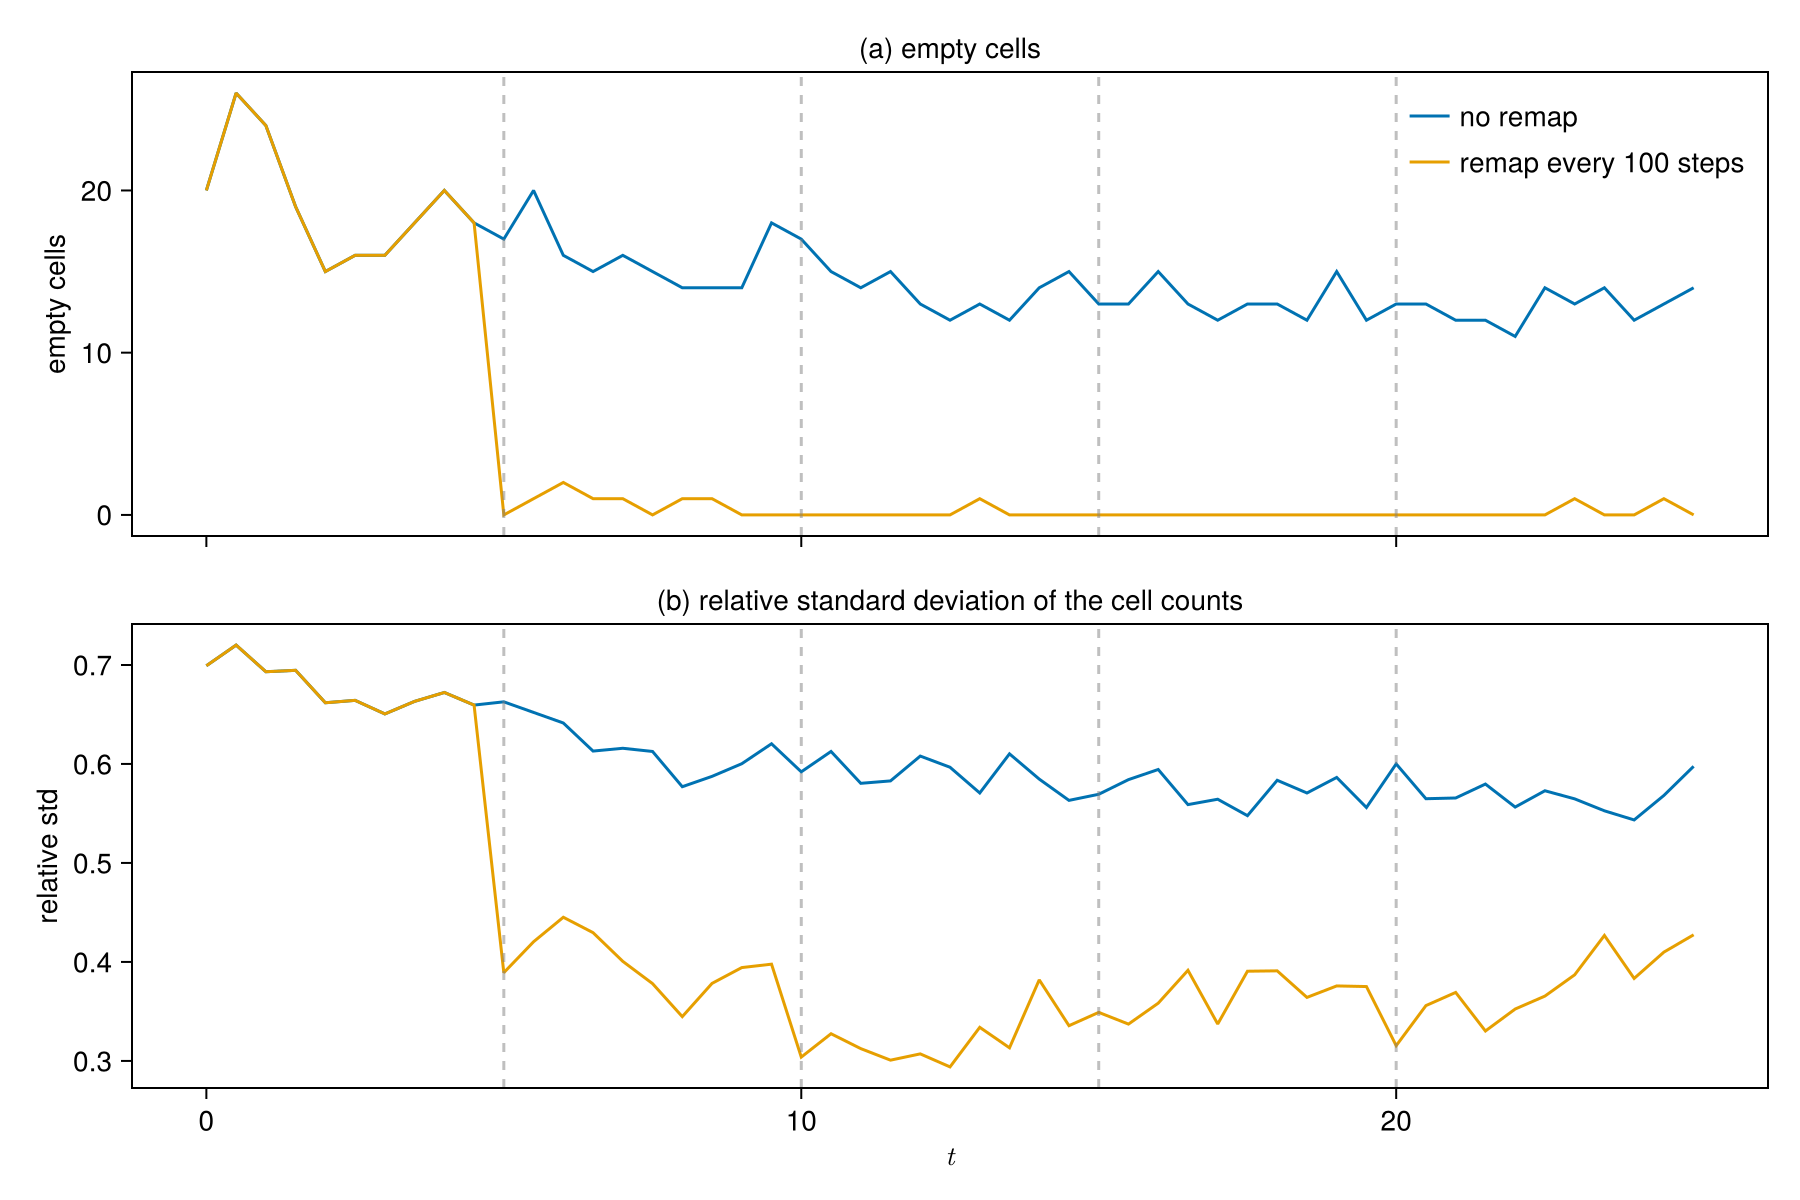 (a) empty cells
no remap
remap every 100 steps
20
10
0
empty cells
(b) relative standard deviation of the cell counts
0.7
0.6
0.5
0.4
0.3
relative std
0
10
20
t